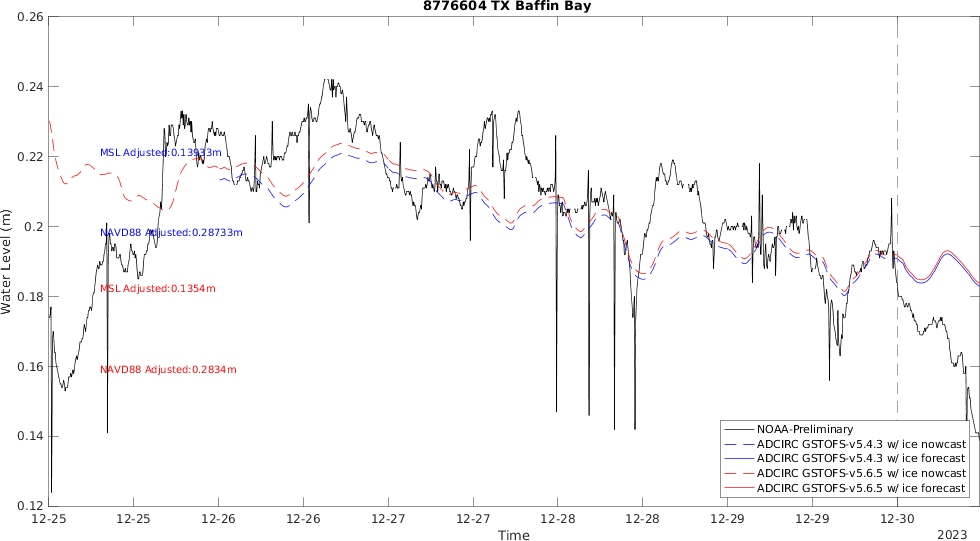 8776604 TX Baffin Bay
0.26
0.24
0.22
0.2
0.18
0.16
0.14
0.12
Water Level (m)
MSL Adjusted:0.13933m
NAVD88 Adjusted:0.28733m
MSL Adjusted:0.1354m
NAVD88 Adjusted:0.2834m
NOAA-Preliminary
ADCIRC GSTOFS-v5.4.3 w/ ice nowcast
ADCIRC GSTOFS-v5.4.3 w/ ice forecast
ADCIRC GSTOFS-v5.6.5 w/ ice nowcast
ADCIRC GSTOFS-v5.6.5 w/ ice forecast
12-25 12-25 12-26 12-26 12-27 12-27 12-28 12-28 12-29 12-29 12-30
Time
2023